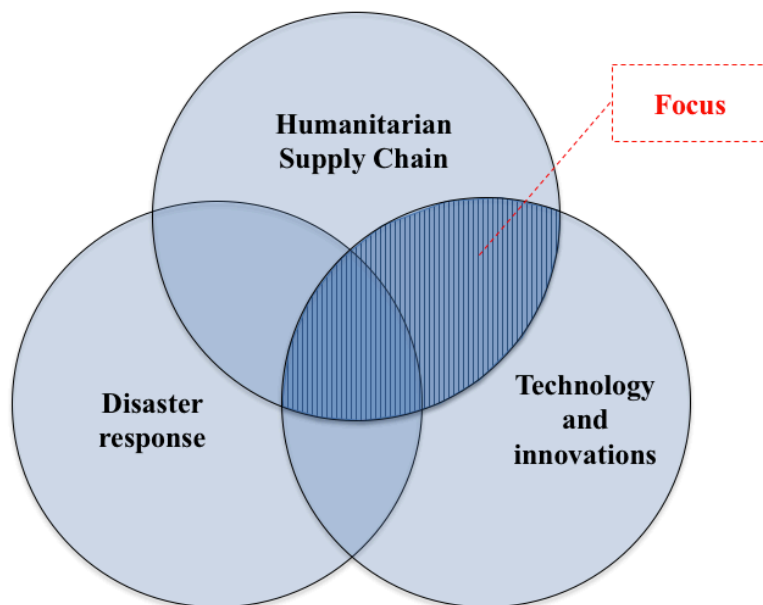 Humanitarian
Supply Chain
Focus
Disaster
response
Technology
and
innovations